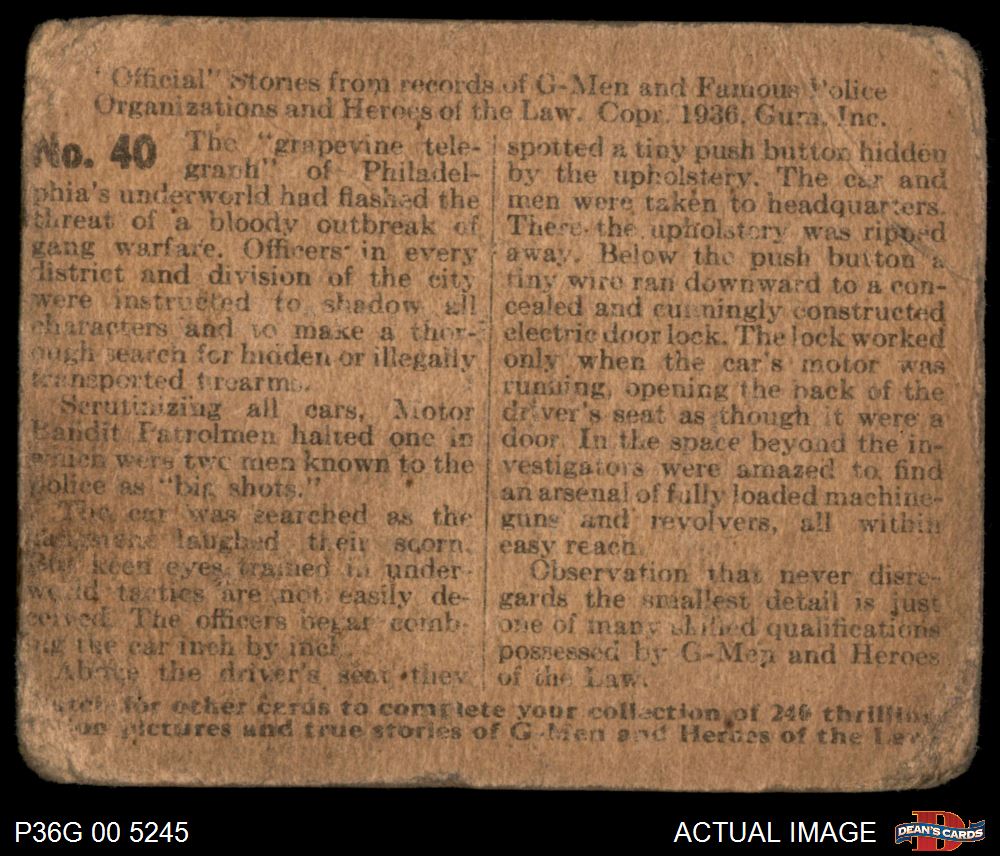 "Official" Stories from records of G-Men and Famous Police
Organizations and Heroes of the Law. Copr. 1936, Gum, Inc.
No. 40
The "grapevine tele-
graph" of Philadel-
phia's underworld had flashed the
threat of a bloody outbreak of
gang warfare. Officers in every
district and division of the city
were instructed to shadow all
characters and to make a thor-
ough search for hidden or illegally
transported firearms.
Scrutinizing all cars, Motor
Bandit Patrolmen halted one in
which were two men known to the
police as "big shots."
The car was searched as the
laughed their scorn.
But keen eyes trained in under-
world tactics are not easily de-
ceived. The officers began comb-
ing the car inch by inch.
Above the driver's seat they
spotted a tiny push button hidden
by the upholstery. The car and
men were taken to headquarters.
There the upholstery was ripped
away. Below the push button a
tiny wire ran downward to a con-
cealed and cunningly constructed
electric door lock. The lock worked
only when the car's motor was
running, opening the back of the
driver's seat as though it were a
door. In the space beyond the in-
vestigators were amazed to find
an arsenal of fully loaded machine-
guns and revolvers, all within
easy reach.
Observation that never disre-
gards the smallest detail is just
one of many skilled qualifications
possessed by G-Men and Heroes
of the Law.
Watch for other cards to complete your collection of 240 thrilling
action pictures and true stories of G-Men and Heroes of the Law
P36G 00 5245
ACTUAL IMAGE
D
DEAN'S CARDS